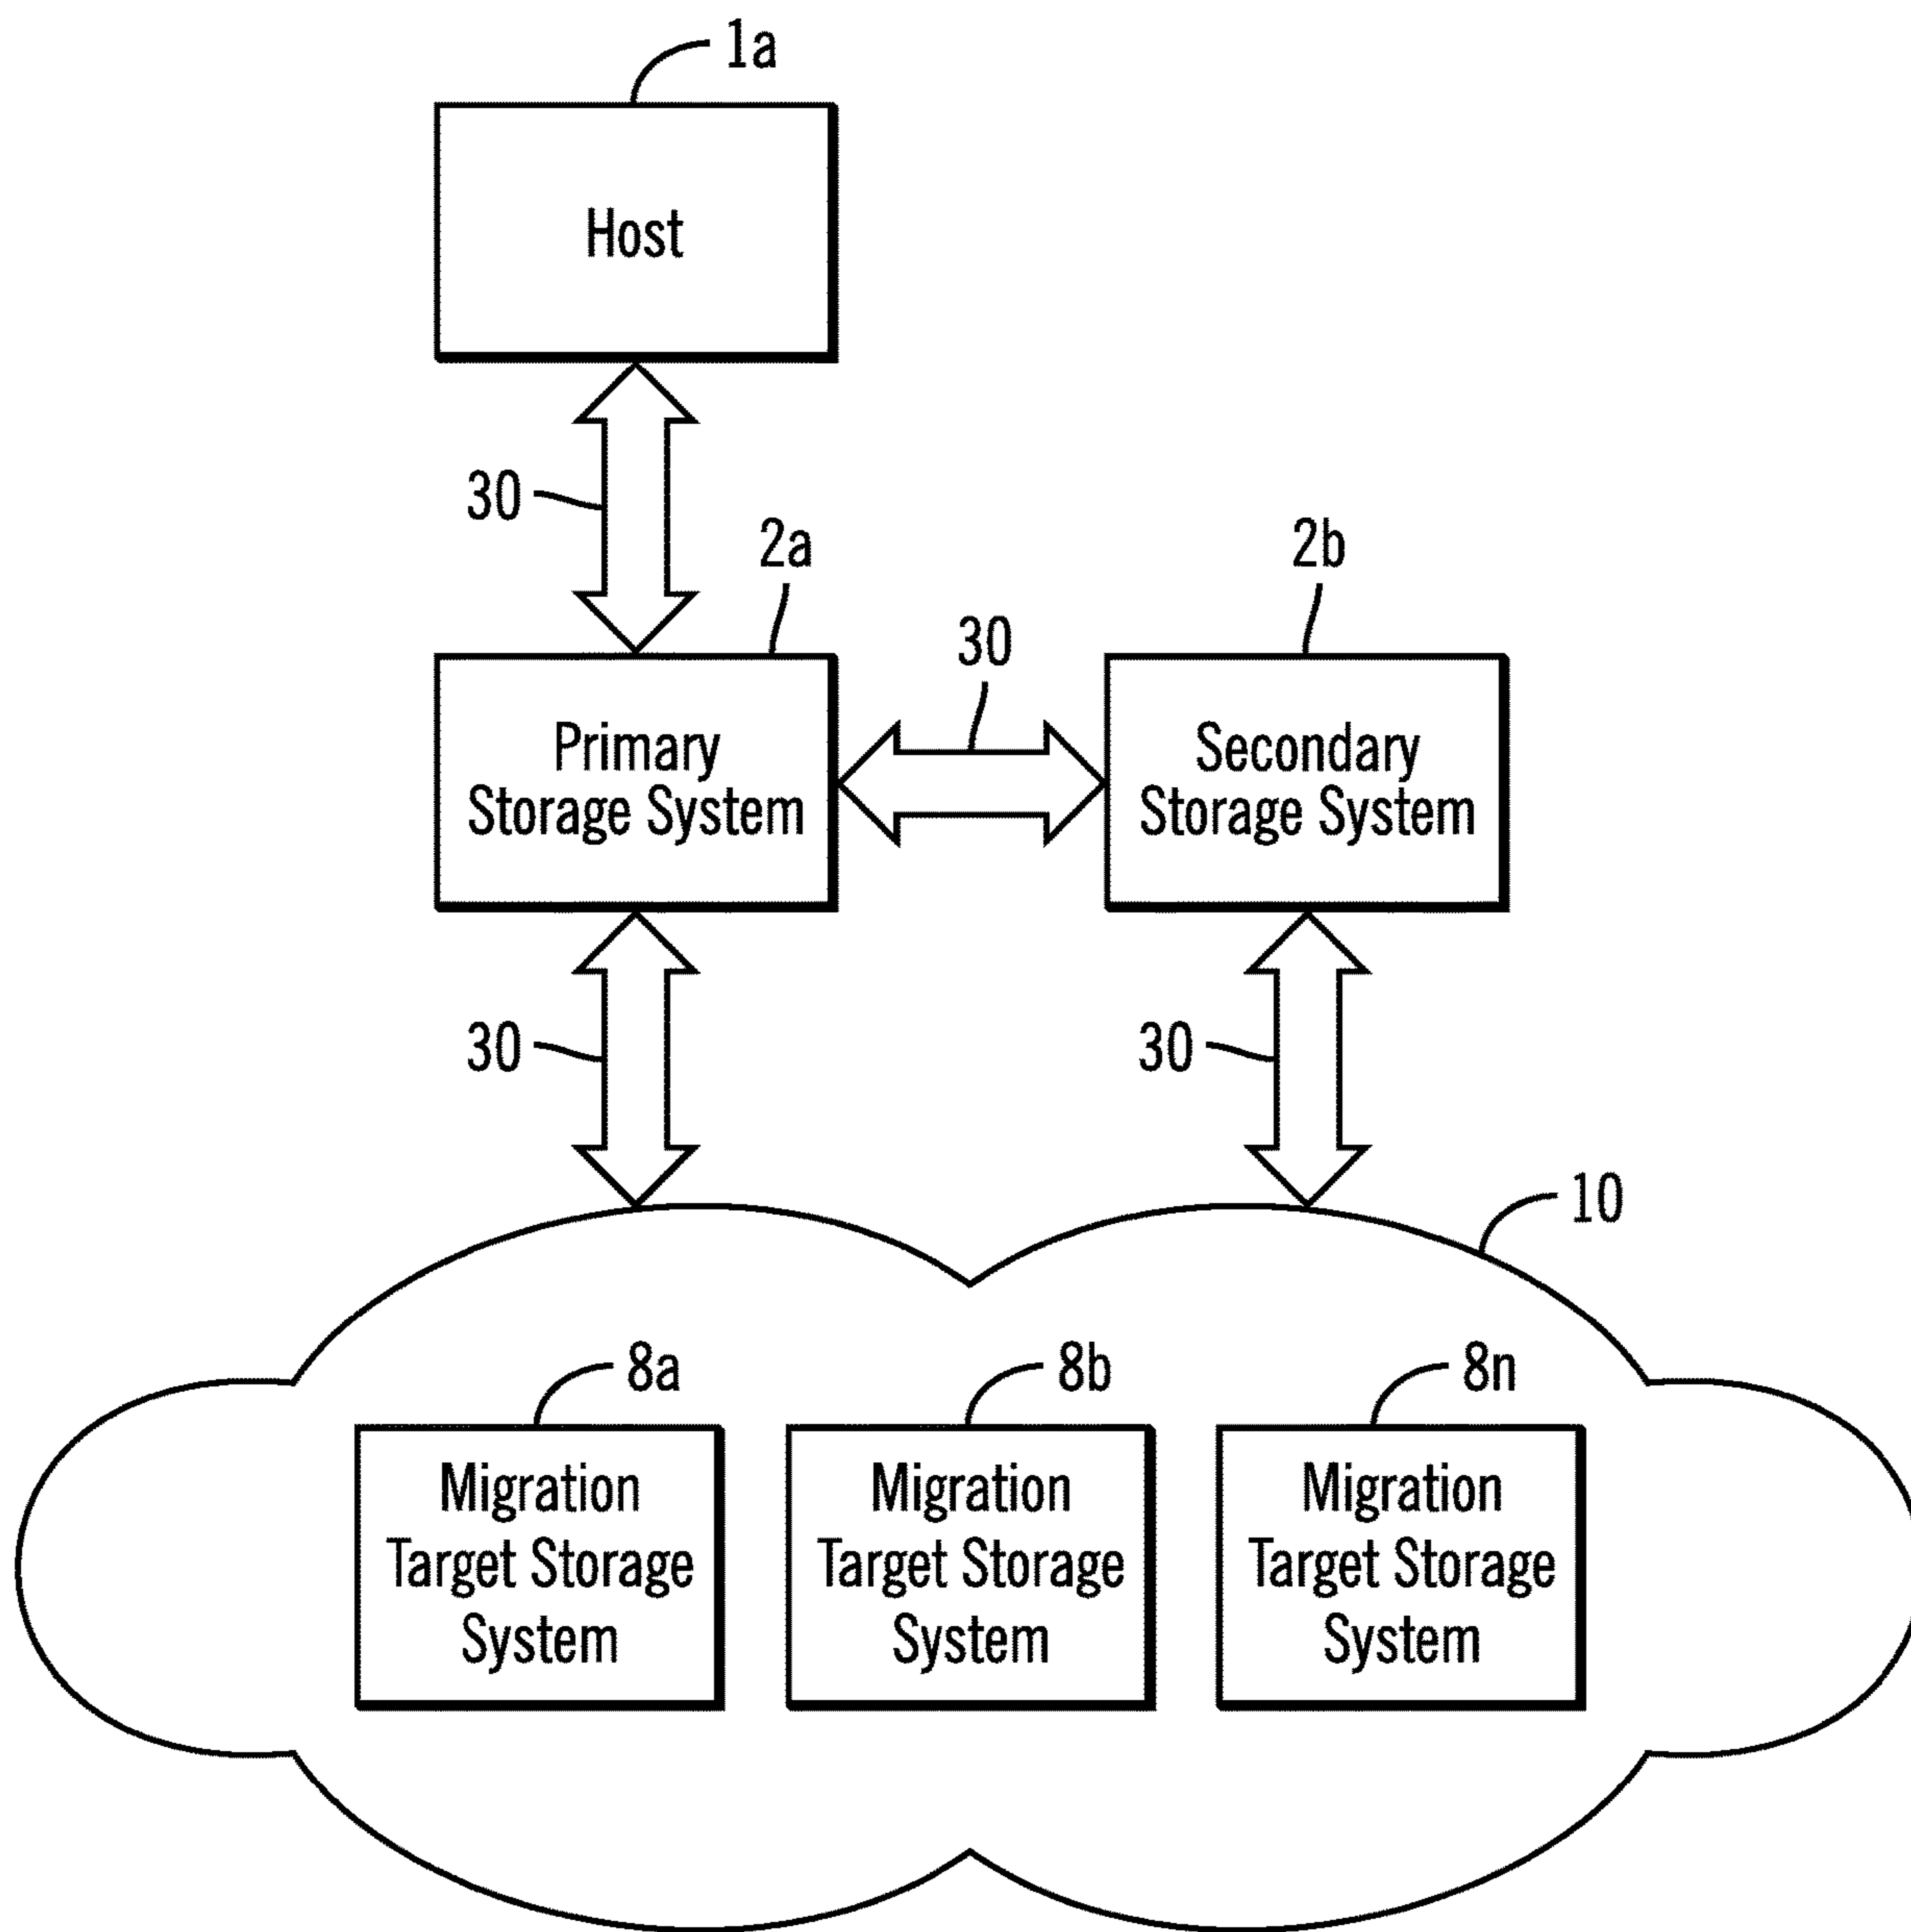 1a
Host
30
2a
2b
30
Primary
Storage System
Secondary
Storage System
30
30
10
8a
8b
8n
Migration
Target Storage
System
Migration
Target Storage
System
Migration
Target Storage
System